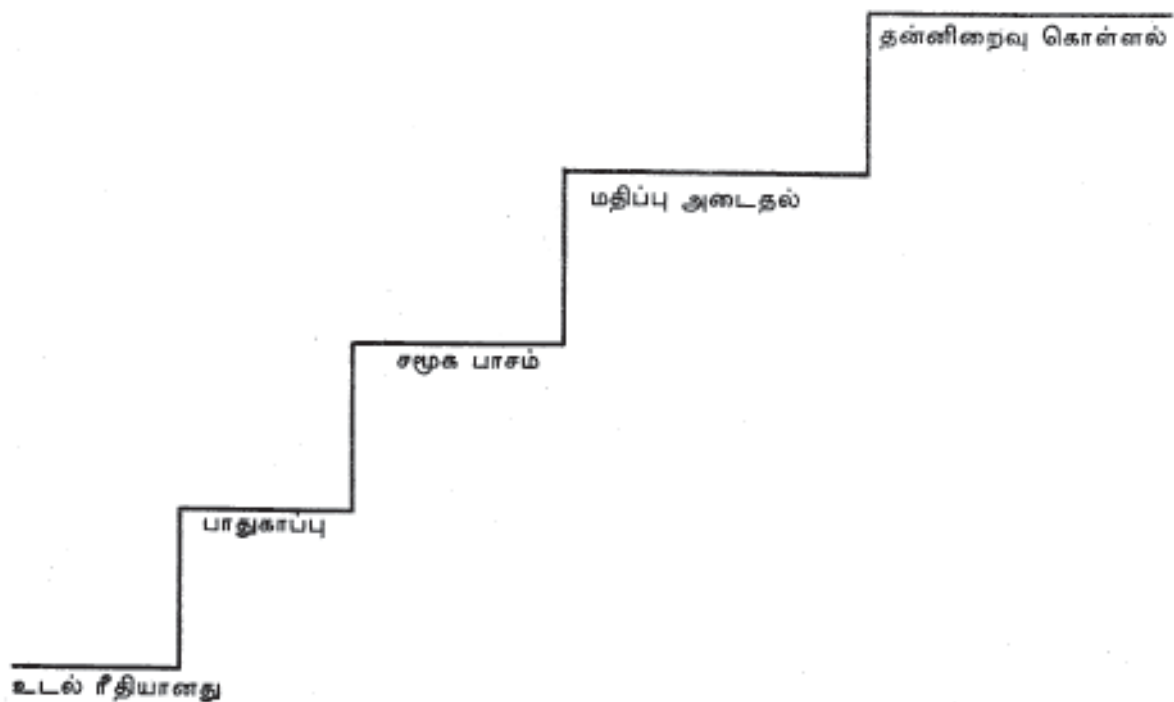 தன்னிறைவு கொள்ளல்
மதிப்பு அடைதல்
சமூக பாசம்
பாதுகாப்பு
உடல் ரீதியானது